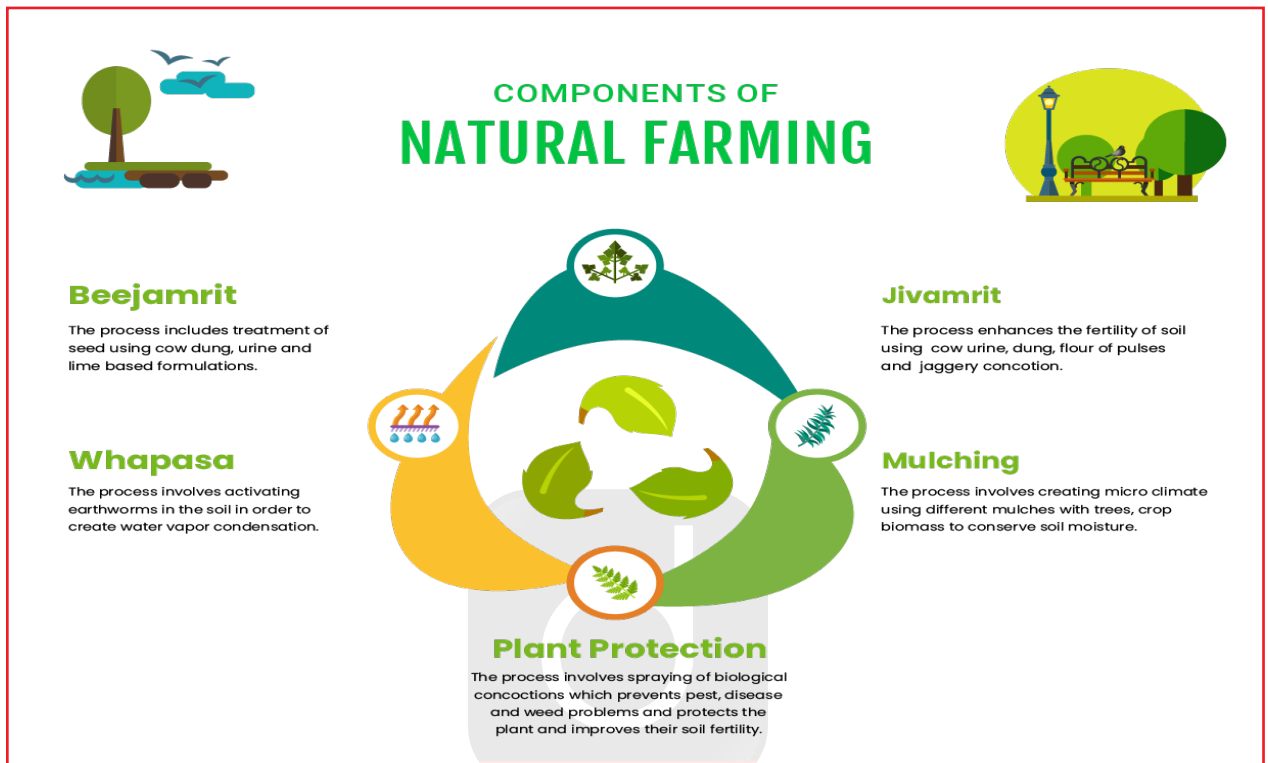 COMPONENTS OF
NATURAL FARMING
Beejamrit
The process includes treatment of
seed using cow dung, urine and
lime based formulations.
Jivamrit
The process enhances the fertility of soil
using cow urine, dung, flour of pulses
and jaggery concotion.
Whapasa
The process involves activating
earthworms in the soil in order to
create water vapor condensation.
Mulching
The process involves creating micro climate
using different mulches with trees, crop
biomass to conserve soil moisture.
Plant Protection
The process involves spraying of biological
concoctions which prevents pest, disease
and weed problems and protects the
plant and improves their soil fertility.